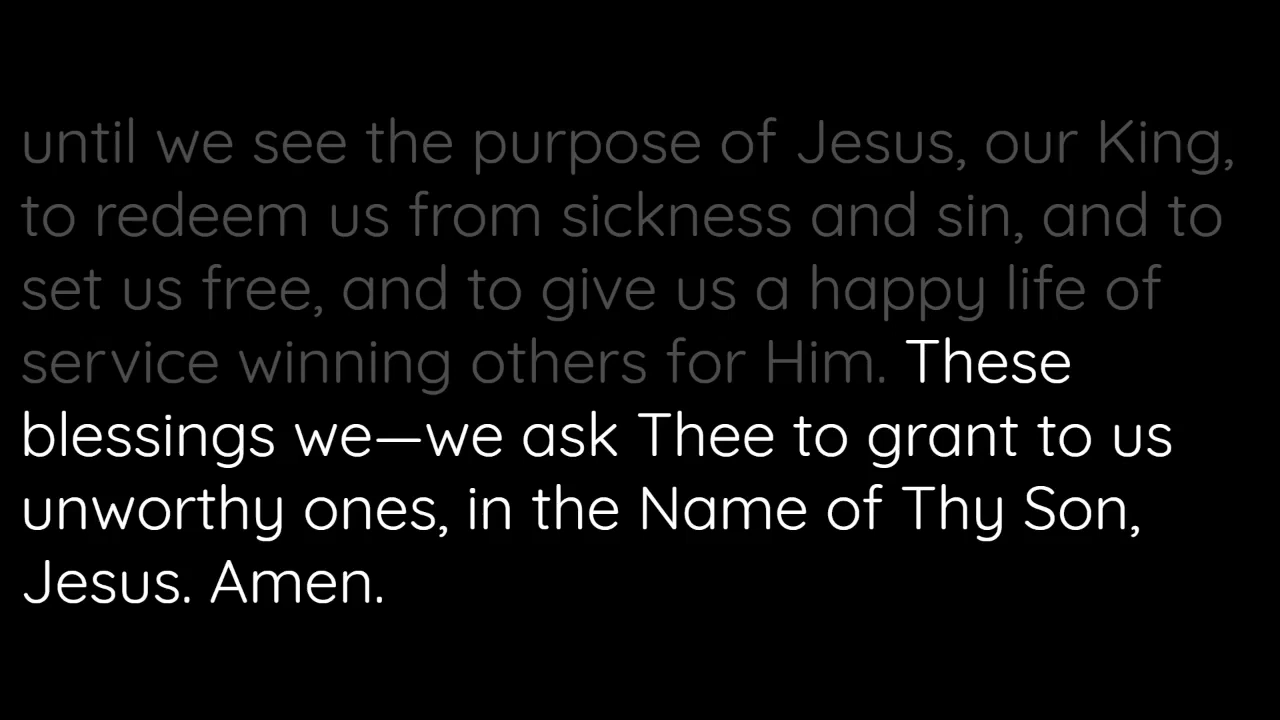 until we see the purpose of Jesus, our King,
to redeem us from sickness and sin, and to
set us free, and to give us a happy life of
service winning others for Him. These
blessings we—we ask Thee to grant to us
unworthy ones, in the Name of Thy Son,
Jesus. Amen.